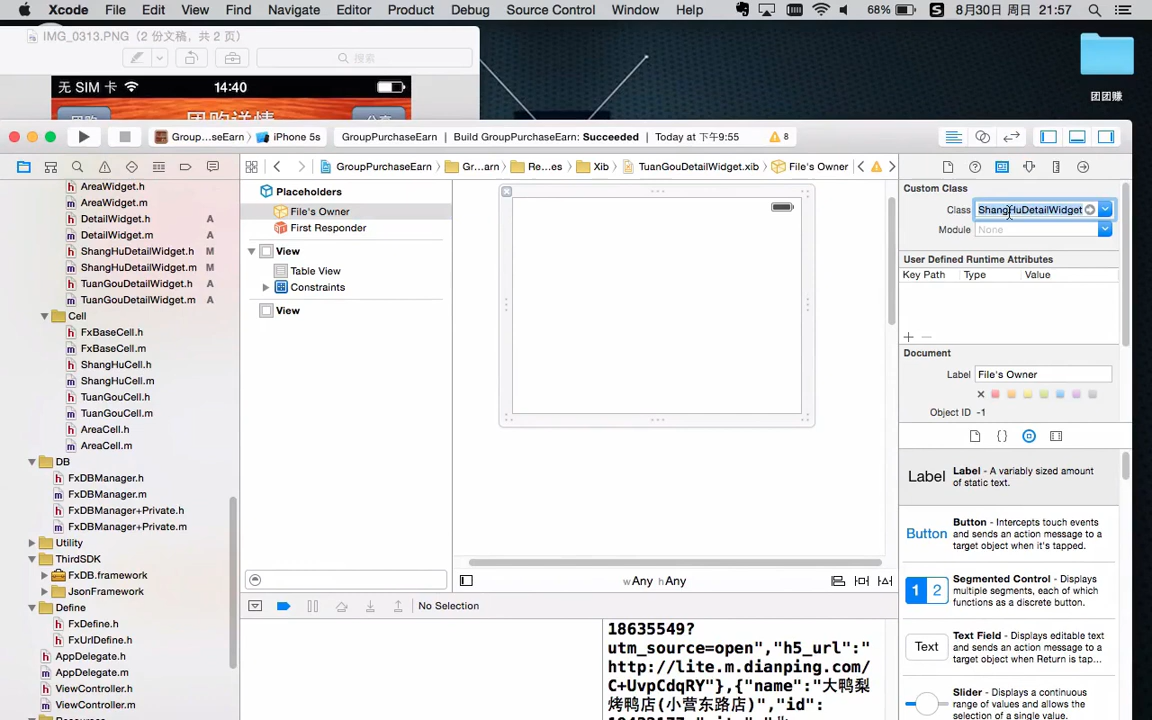 Xcode File Edit View Find Navigate Editor Product Debug Source Control Window Help 68% S 8月30日 周日 21:57
IMG_0313.PNG (2 份文稿，共 2 页)
搜索
无 SIM 卡 14:40
团购详情
团团赚
Group...seEarn iPhone 5s GroupPurchaseEarn Build GroupPurchaseEarn: Succeeded Today at 下午9:55 8
GroupPurchaseEarn Gr...arn Re...es Xib TuanGouDetailWidget.xib File's Owner
AreaWidget.h
AreaWidget.m
DetailWidget.h A
DetailWidget.m A
ShangHuDetailWidget.h M
ShangHuDetailWidget.m M
TuanGouDetailWidget.h A
TuanGouDetailWidget.m A
Cell
FxBaseCell.h
FxBaseCell.m
ShangHuCell.h
ShangHuCell.m
TuanGouCell.h
TuanGouCell.m
AreaCell.h
AreaCell.m
DB
FxDBManager.h
FxDBManager.m
FxDBManager+Private.h
FxDBManager+Private.m
Utility
ThirdSDK
FxDB.framework
JsonFramework
Define
FxDefine.h
FxUrlDefine.h
AppDelegate.h
AppDelegate.m
ViewController.h
ViewController.m
Placeholders
File's Owner
First Responder
View
Table View
Constraints
View
wAny hAny
No Selection
18635549?
utm_source=open","h5_url":"
http://lite.m.dianping.com/
C+UvpCdqRY"},{"name":"大鸭梨
烤鸭店(小营东路店)","id":
Custom Class
Class ShangHuDetailWidget
Module None
User Defined Runtime Attributes
Key Path Type Value
Document
Label File's Owner
Object ID -1
Label Label - A variably sized amount
of static text.
Button Button - Intercepts touch events
and sends an action message to a
target object when it's tapped.
1 2 Segmented Control - Displays
multiple segments, each of which
functions as a discrete button.
Text Text Field - Displays editable text
and sends an action message to a
target object when Return is tap...
Slider - Displays a continuous
range of values and allows the
selection of a single value.